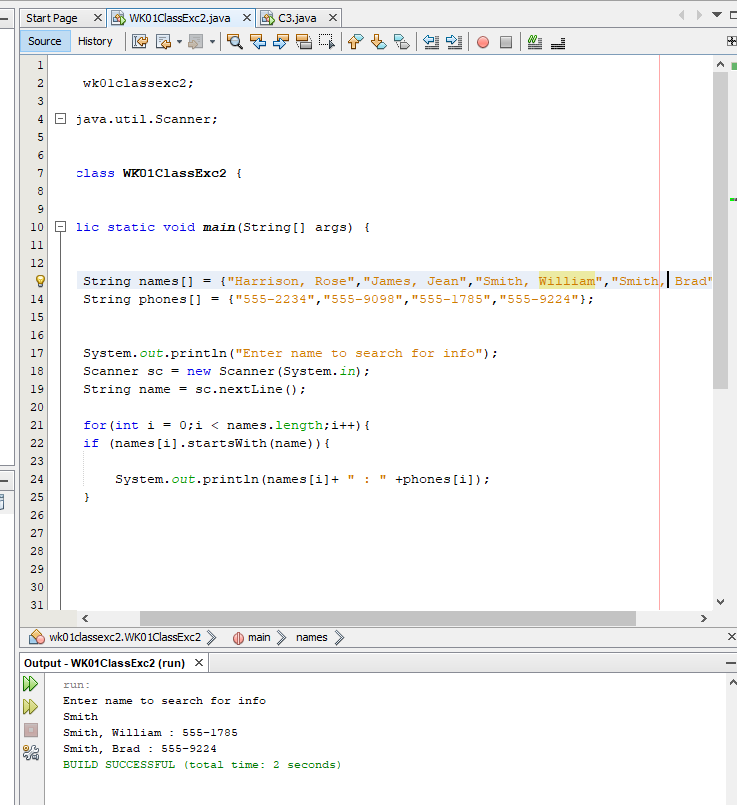 Start Page
WK01ClassExc2.java
C3.java
Source
History
1
2 wk01classexc2;
3
4 java.util.Scanner;
5
6
7 class WK01ClassExc2 {
8
9
10 lic static void main(String[] args) {
11
12
String names[] = {"Harrison, Rose","James, Jean","Smith, William","Smith, Brad"
14 String phones[] = {"555-2234","555-9098","555-1785","555-9224"};
15
16
17 System.out.println("Enter name to search for info");
18 Scanner sc = new Scanner(System.in);
19 String name = sc.nextLine();
20
21 for(int i = 0;i < names.length;i++){
22 if (names[i].startsWith(name)){
23
24 System.out.println(names[i]+ " : " +phones[i]);
25 }
26
27
28
29
30
31
wk01classexc2.WK01ClassExc2
main
names
Output - WK01ClassExc2 (run)
run:
Enter name to search for info
Smith
Smith, William : 555-1785
Smith, Brad : 555-9224
BUILD SUCCESSFUL (total time: 2 seconds)